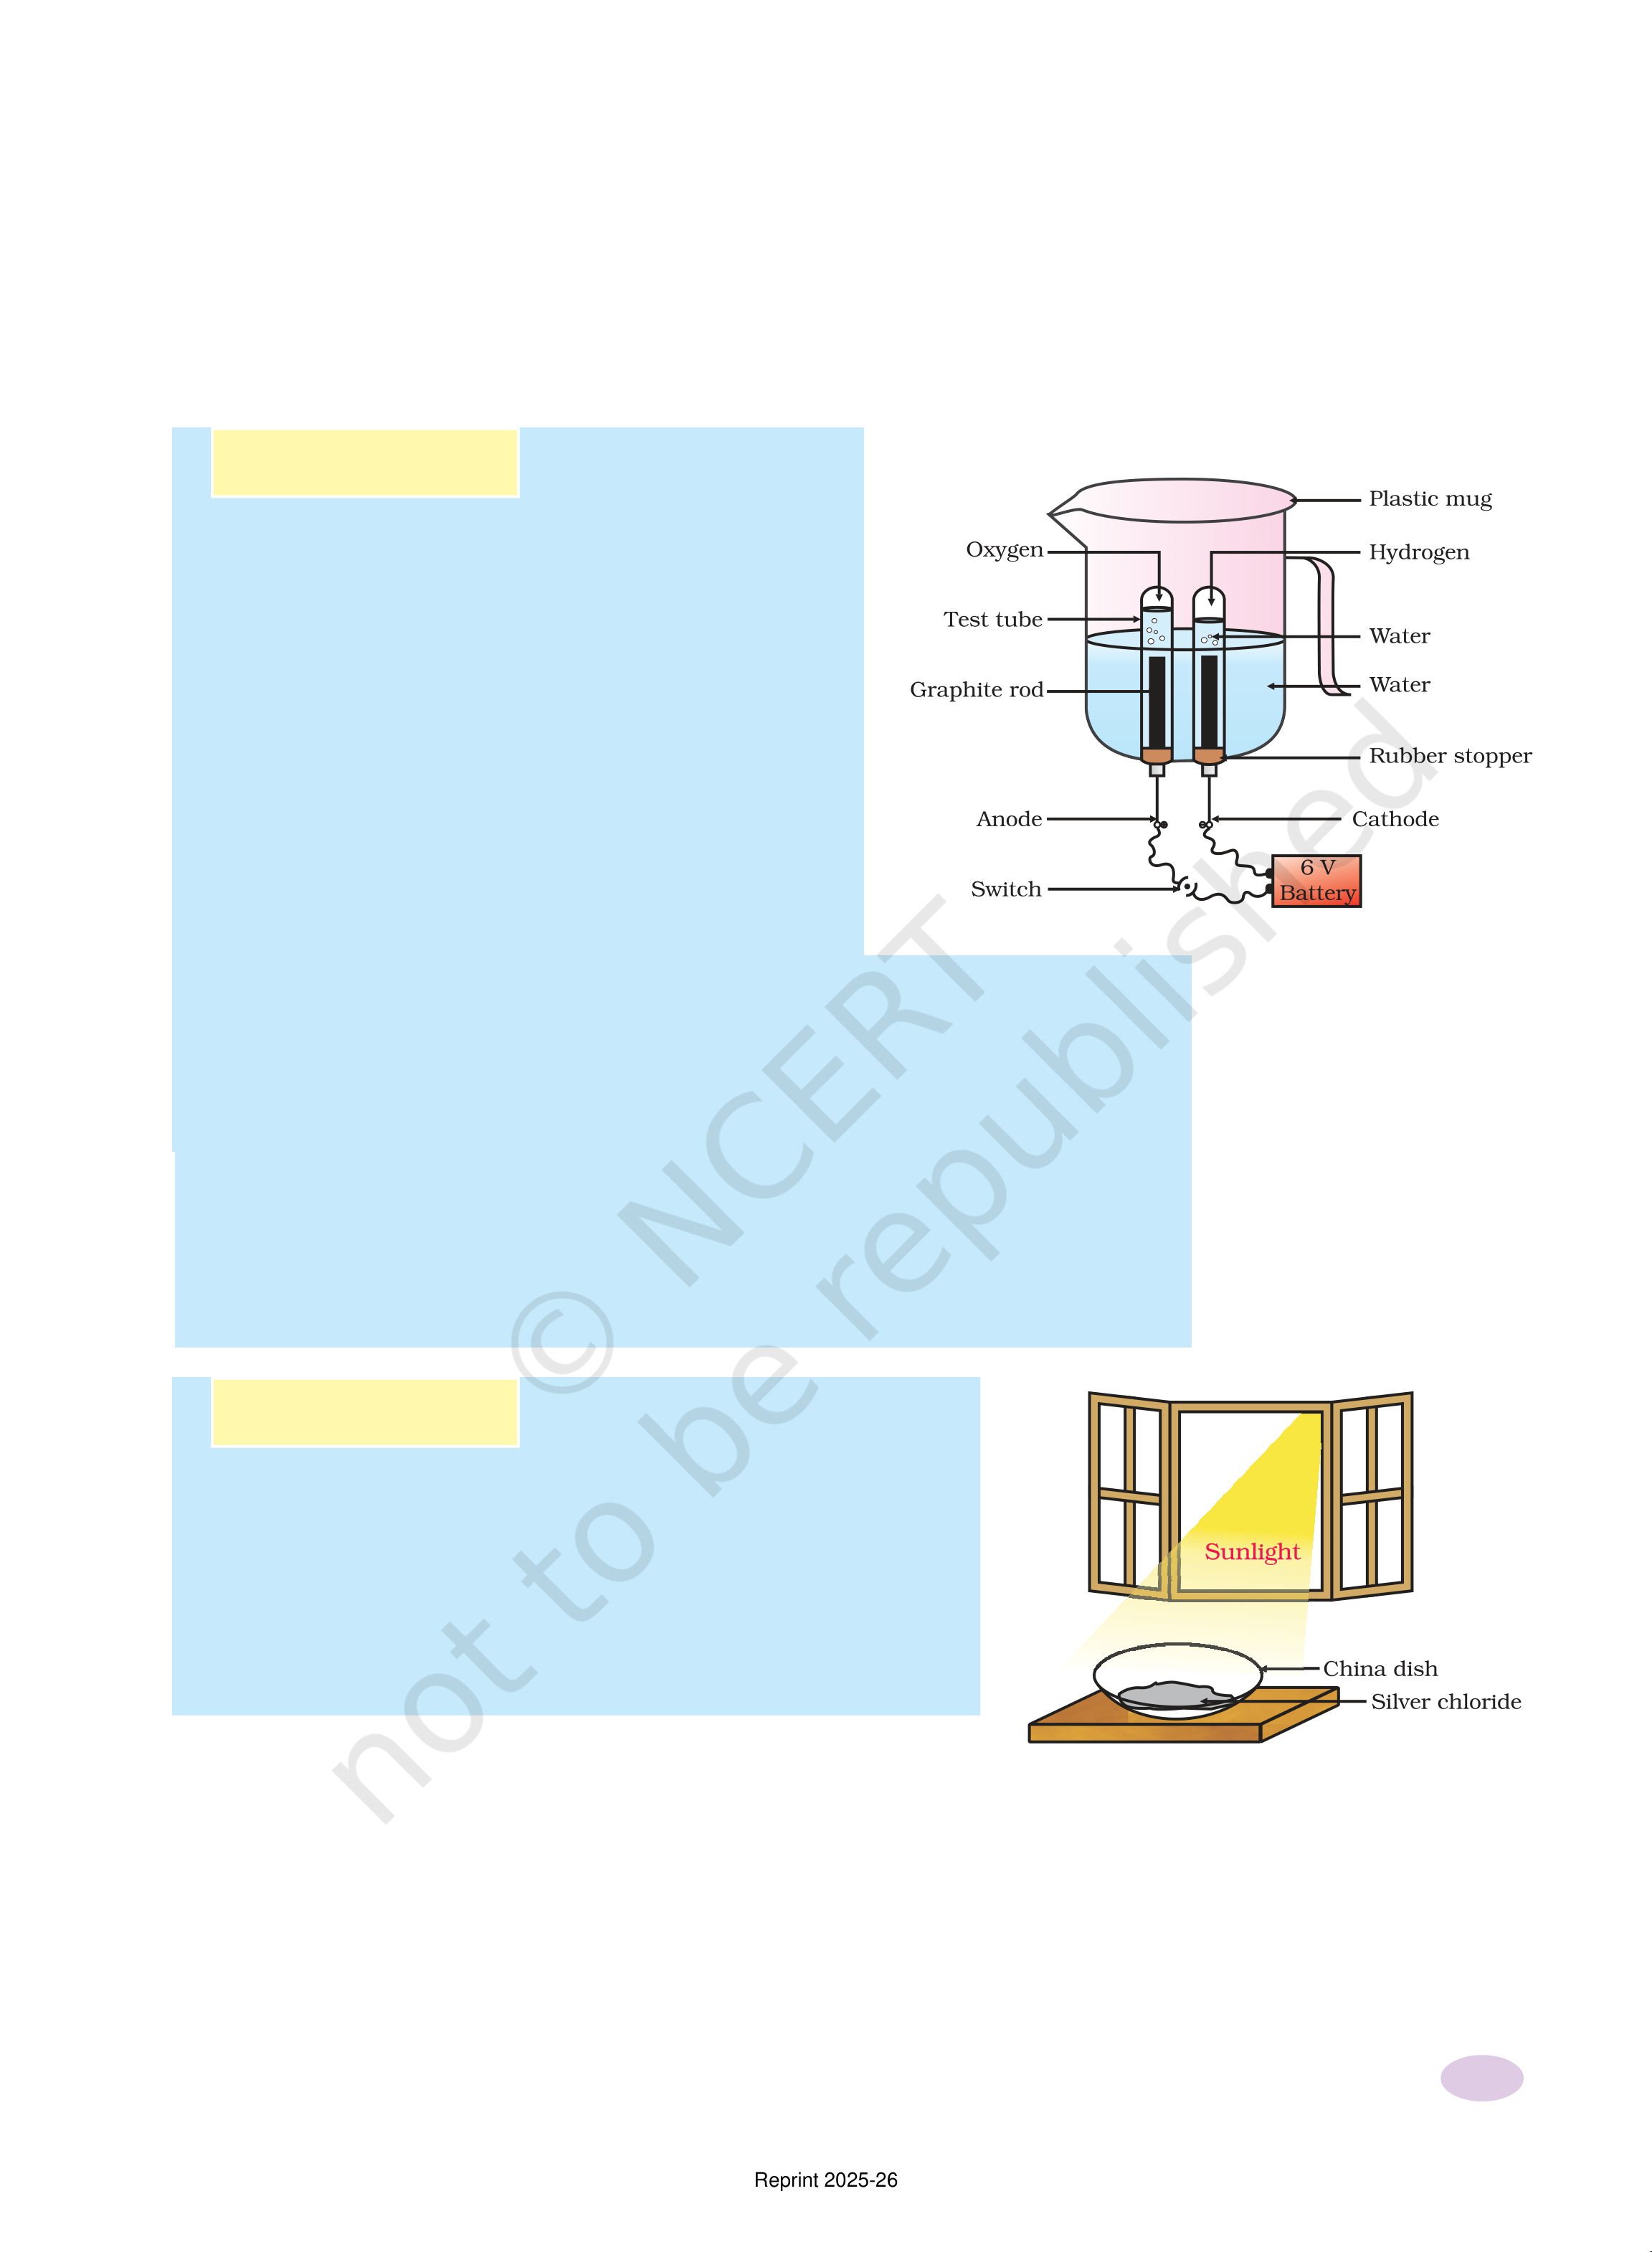 Plastic mug
Oxygen
Hydrogen
Test tube
Water
Graphite rod
Water
Rubber stopper
Anode
Cathode
6 V
Battery
Switch
© NCERT
not to be republished
Sunlight
China dish
Silver chloride
Reprint 2025-26